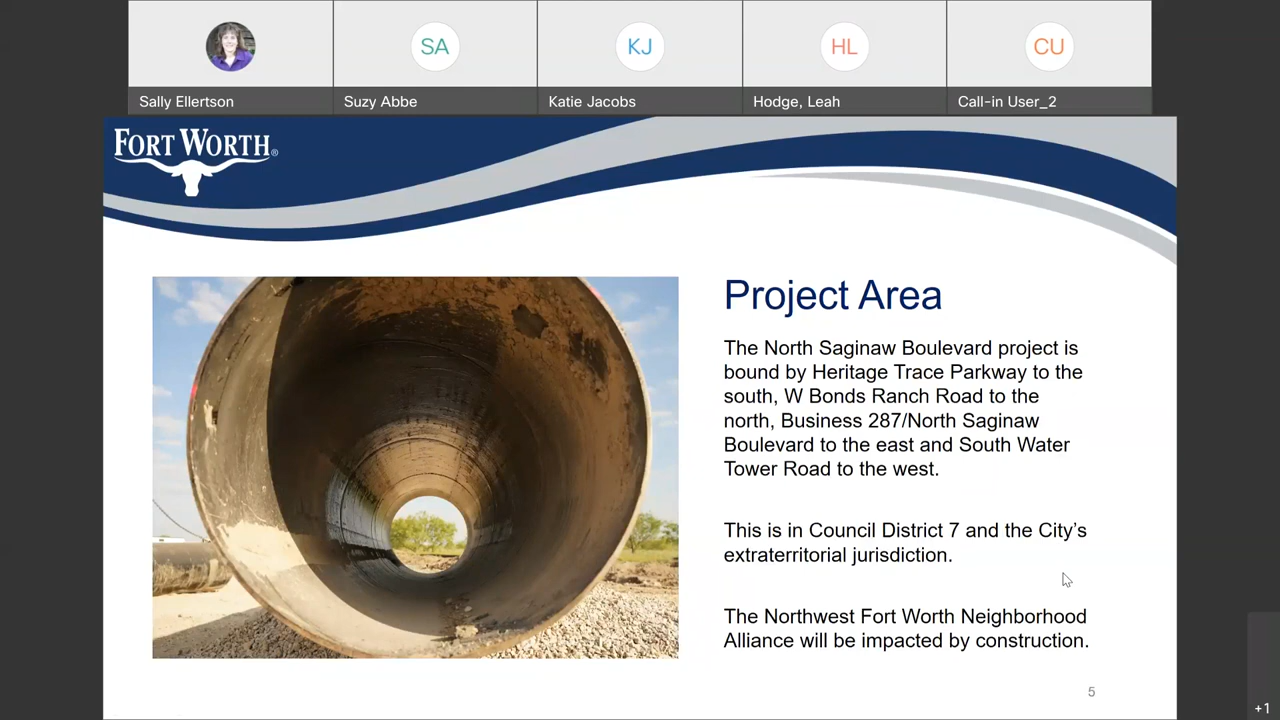 SA
KJ
HL
CU
Sally Ellertson
Suzy Abbe
Katie Jacobs
Hodge, Leah
Call-in User_2
FORT WORTH®
Project Area
The North Saginaw Boulevard project is
bound by Heritage Trace Parkway to the
south, W Bonds Ranch Road to the
north, Business 287/North Saginaw
Boulevard to the east and South Water
Tower Road to the west.
This is in Council District 7 and the City's
extraterritorial jurisdiction.
The Northwest Fort Worth Neighborhood
Alliance will be impacted by construction.
5
+1